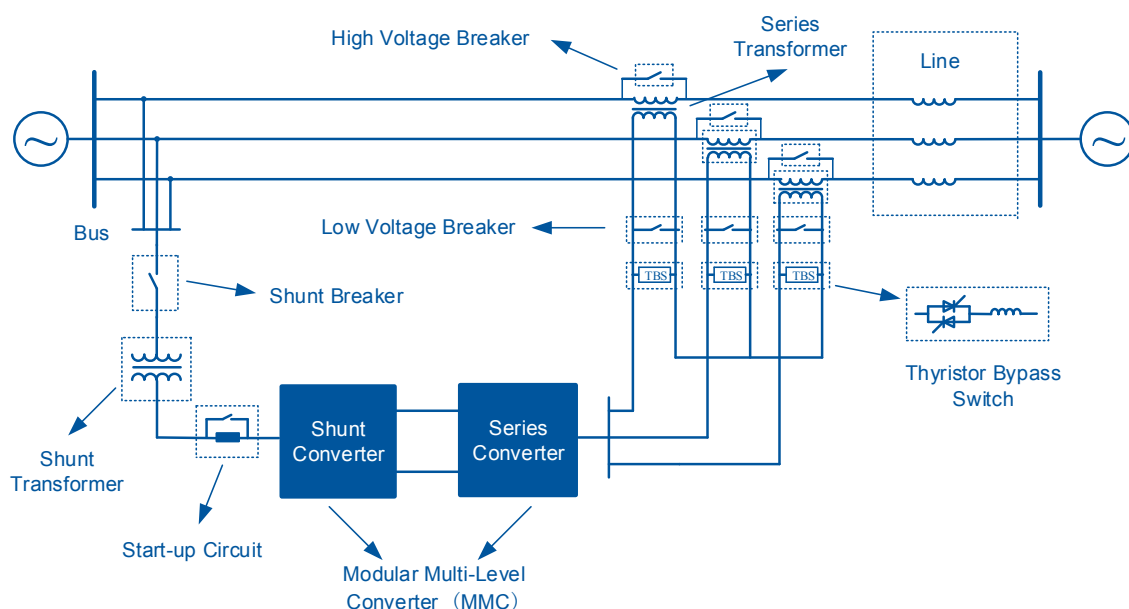 High Voltage Breaker
Series
Transformer
Line
Bus
Low Voltage Breaker
Shunt Breaker
TBS
TBS
TBS
Thyristor Bypass
Switch
Shunt
Transformer
Shunt
Converter
Series
Converter
Start-up Circuit
Modular Multi-Level
Converter（MMC）